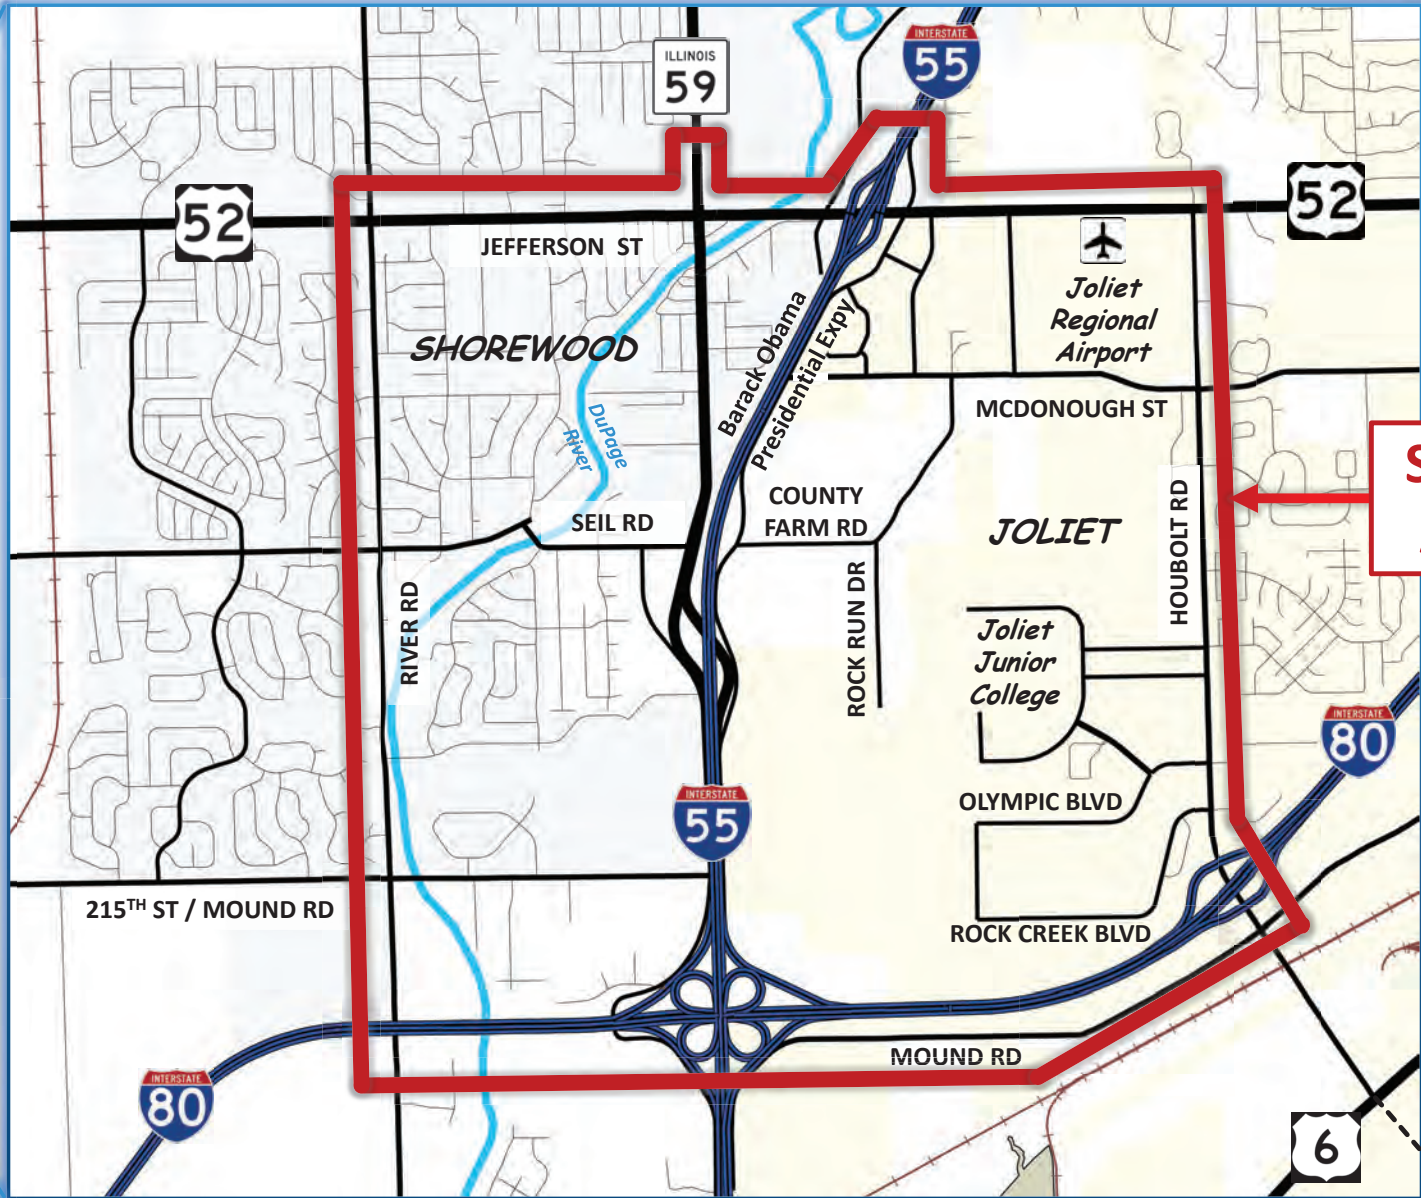 ILLINOIS
59
INTERSTATE
55
52
52
JEFFERSON ST
SHOREWOOD
Joliet
Regional
Airport
Barack Obama
Presidential Expy
MCDONOUGH ST
DuPage
River
SEIL RD
COUNTY
FARM RD
JOLIET
HOUBOLT RD
RIVER RD
ROCK RUN DR
Joliet
Junior
College
INTERSTATE
80
INTERSTATE
55
OLYMPIC BLVD
215TH ST / MOUND RD
ROCK CREEK BLVD
MOUND RD
INTERSTATE
80
6